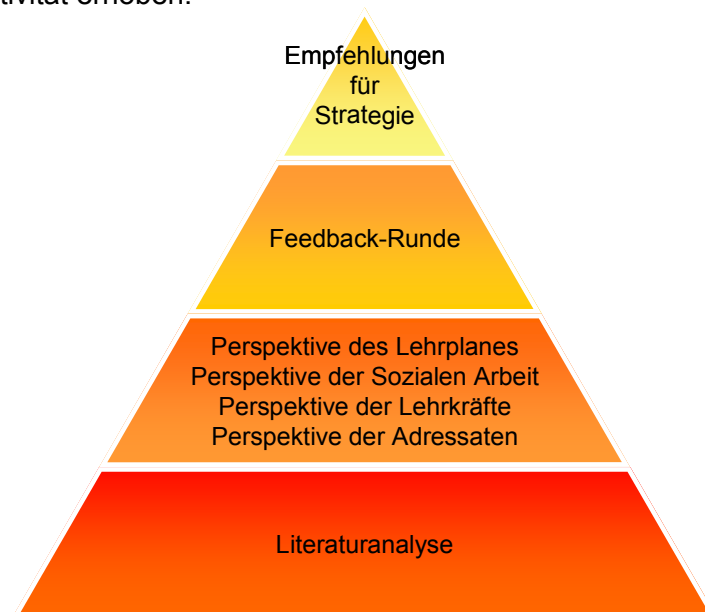 Empfehlungen
für
Strategie
Feedback-Runde
Perspektive des Lehrplanes
Perspektive der Sozialen Arbeit
Perspektive der Lehrkräfte
Perspektive der Adressaten
Literaturanalyse